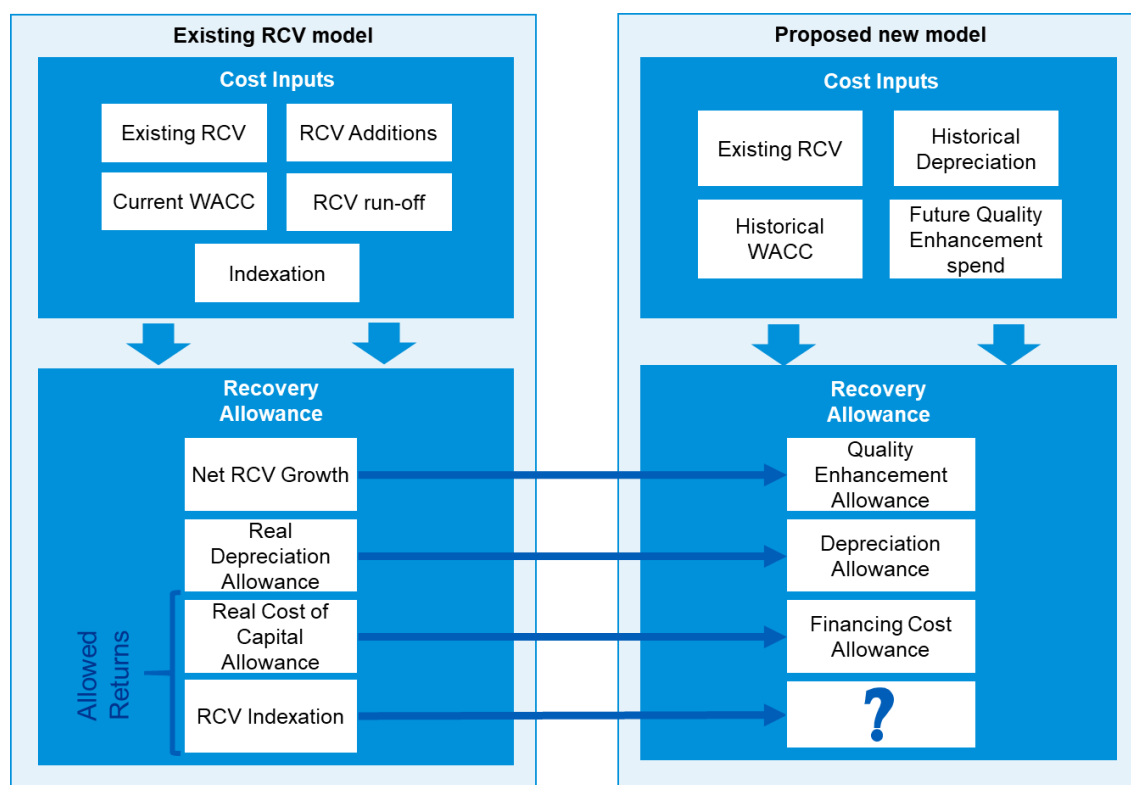 Existing RCV model
Cost Inputs
Existing RCV
RCV Additions
Current WACC
RCV run-off
Indexation
Recovery
Allowance
Net RCV Growth
Real
Depreciation
Allowance
Real Cost of
Capital
Allowance
RCV Indexation
Allowed
Returns
Proposed new model
Cost Inputs
Existing RCV
Historical
Depreciation
Historical
WACC
Future Quality
Enhancement
spend
Recovery
Allowance
Quality
Enhancement
Allowance
Depreciation
Allowance
Financing Cost
Allowance
?